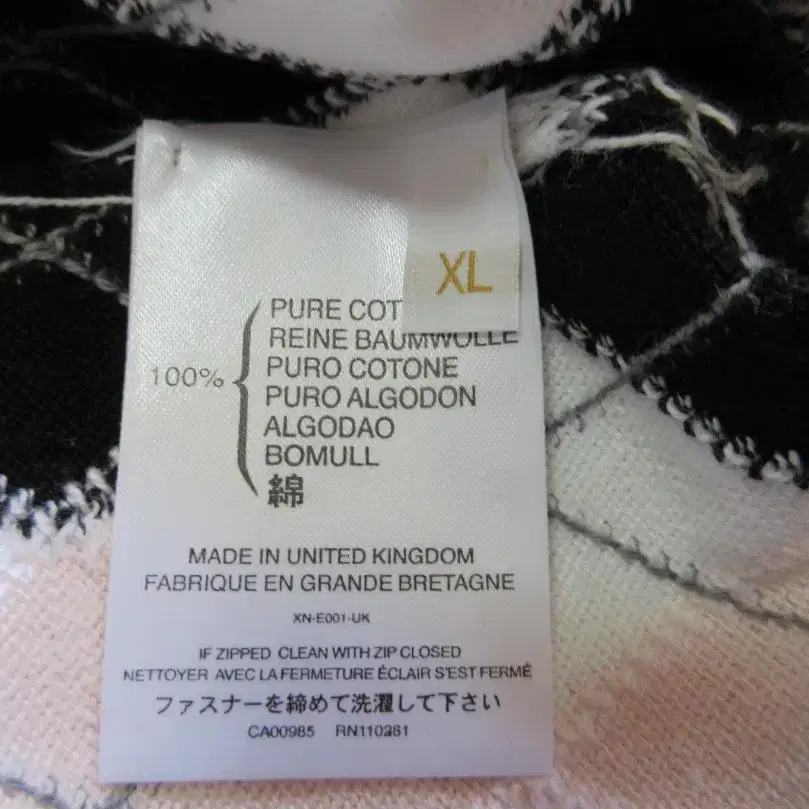 XL
PURE COT
REINE BAUMWOLLE
100%
PURO COTONE
PURO ALGODON
ALGODAO
BOMULL
綿
MADE IN UNITED KINGDOM
FABRIQUE EN GRANDE BRETAGNE
XN-E001-UK
IF ZIPPED CLEAN WITH ZIP CLOSED
NETTOYER AVEC LA FERMETURE ÉCLAIR S'EST FERMÉ
ファスナーを締めて洗濯して下さい
CA00985 RN110381